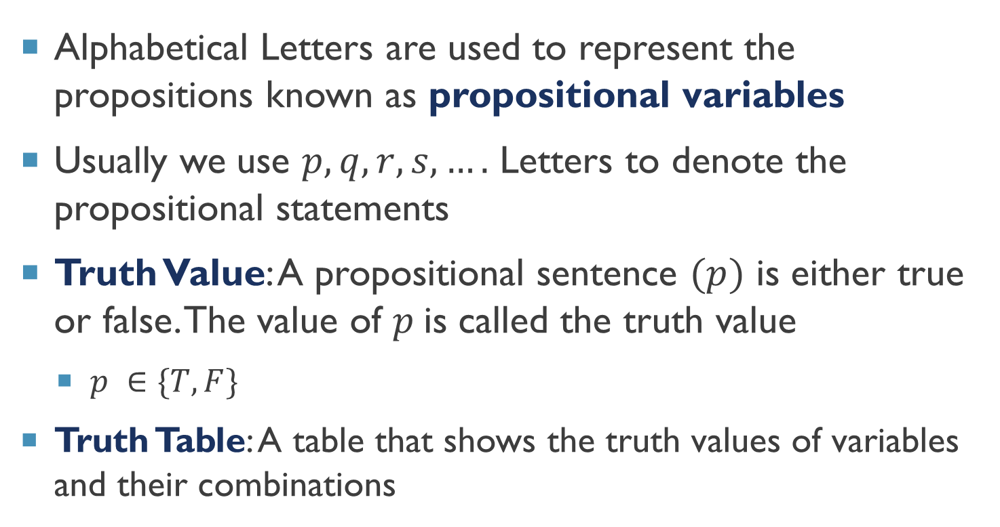 Alphabetical Letters are used to represent the
propositions known as propositional variables
Usually we use p, q, r, s, … . Letters to denote the
propositional statements
Truth Value: A propositional sentence (p) is either true
or false. The value of p is called the truth value
p ∈ {T, F}
Truth Table: A table that shows the truth values of variables
and their combinations